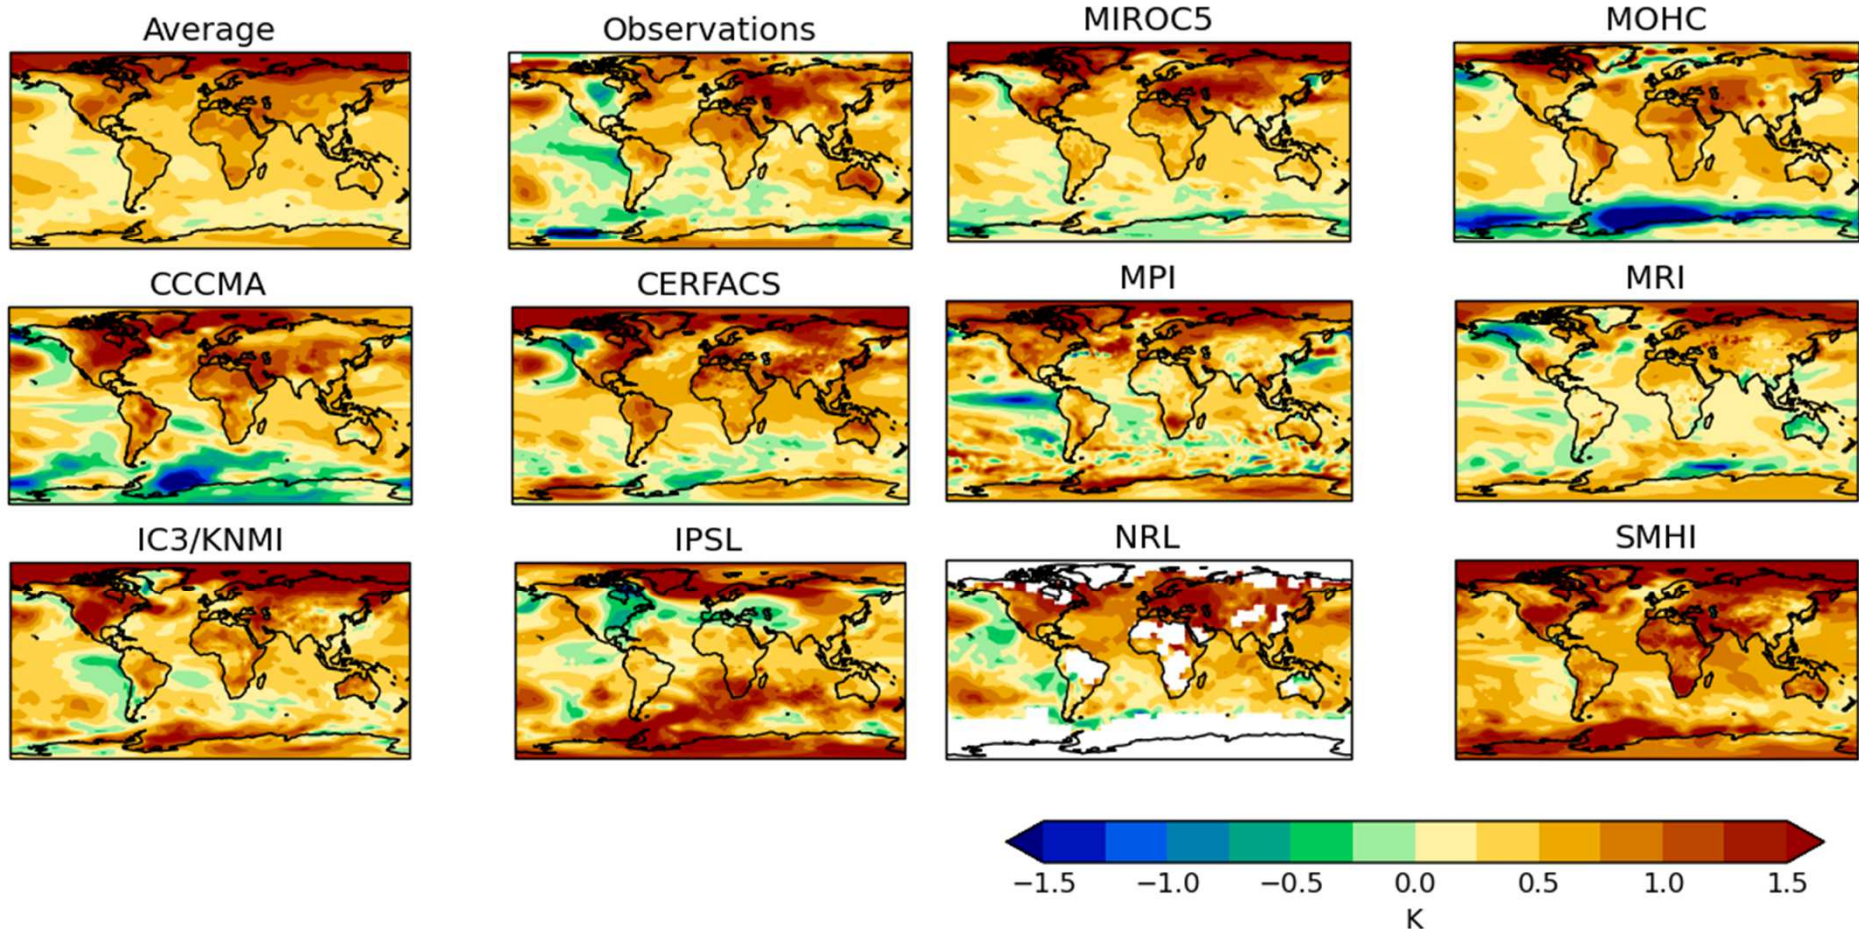 Average
Observations
MIROC5
MOHC
CCCMA
CERFACS
MPI
MRI
IC3/KNMI
IPSL
NRL
SMHI
−1.5 −1.0 −0.5 0.0 0.5 1.0 1.5
K